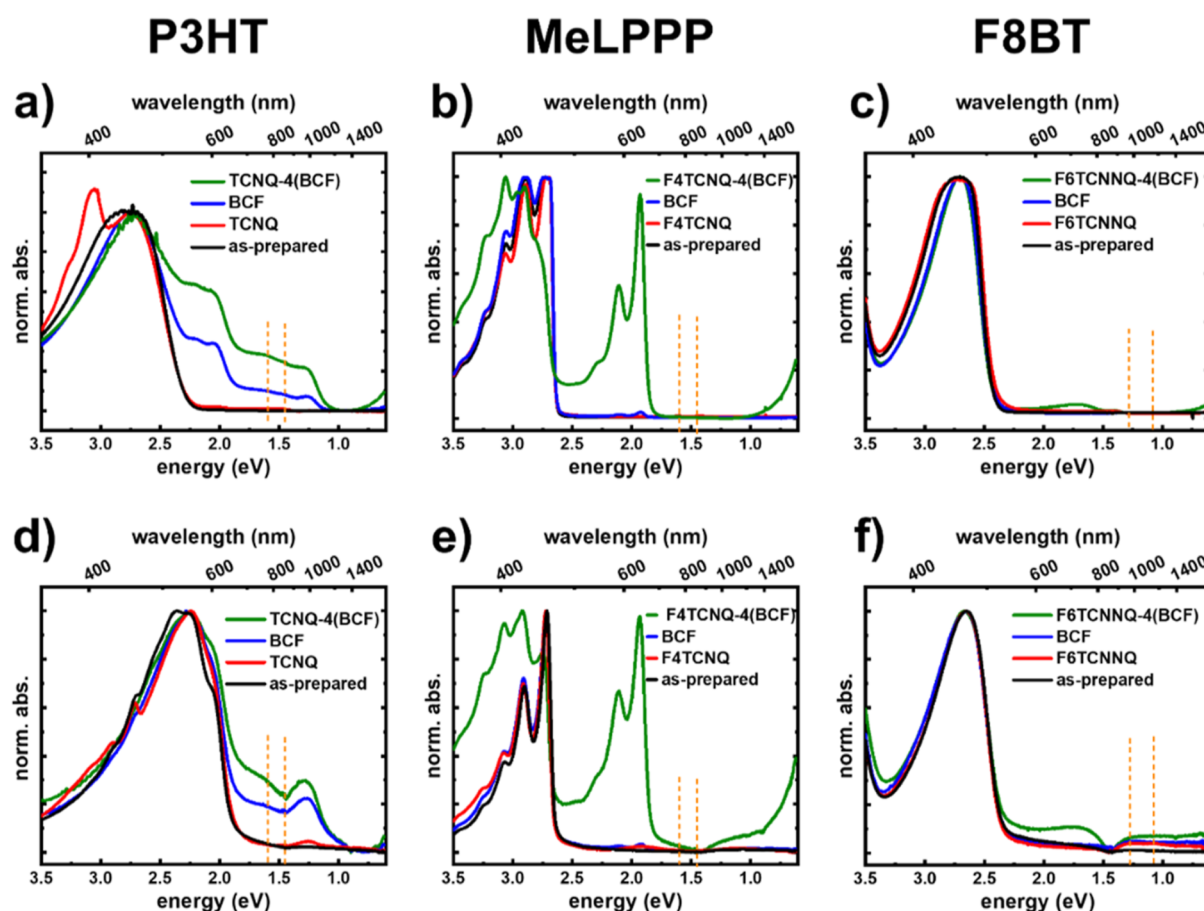 P3HT MeLPPP F8BT
a) b) c)
wavelength (nm) wavelength (nm) wavelength (nm)
400 600 800 1000 1400 400 600 800 1000 1400 400 600 800 1000 1400
TCNQ-4(BCF)
BCF
TCNQ
as-prepared
F4TCNQ-4(BCF)
BCF
F4TCNQ
as-prepared
F6TCNNQ-4(BCF)
BCF
F6TCNNQ
as-prepared
norm. abs. norm. abs. norm. abs.
3.5 3.0 2.5 2.0 1.5 1.0 3.5 3.0 2.5 2.0 1.5 1.0 3.5 3.0 2.5 2.0 1.5 1.0
energy (eV) energy (eV) energy (eV)
d) e) f)
wavelength (nm) wavelength (nm) wavelength (nm)
400 600 800 1000 1400 400 600 800 1000 1400 400 600 800 1000 1400
TCNQ-4(BCF)
BCF
TCNQ
as-prepared
F4TCNQ-4(BCF)
BCF
F4TCNQ
as-prepared
F6TCNNQ-4(BCF)
BCF
F6TCNNQ
as-prepared
norm. abs. norm. abs. norm. abs.
3.5 3.0 2.5 2.0 1.5 1.0 3.5 3.0 2.5 2.0 1.5 1.0 3.5 3.0 2.5 2.0 1.5 1.0
energy (eV) energy (eV) energy (eV)